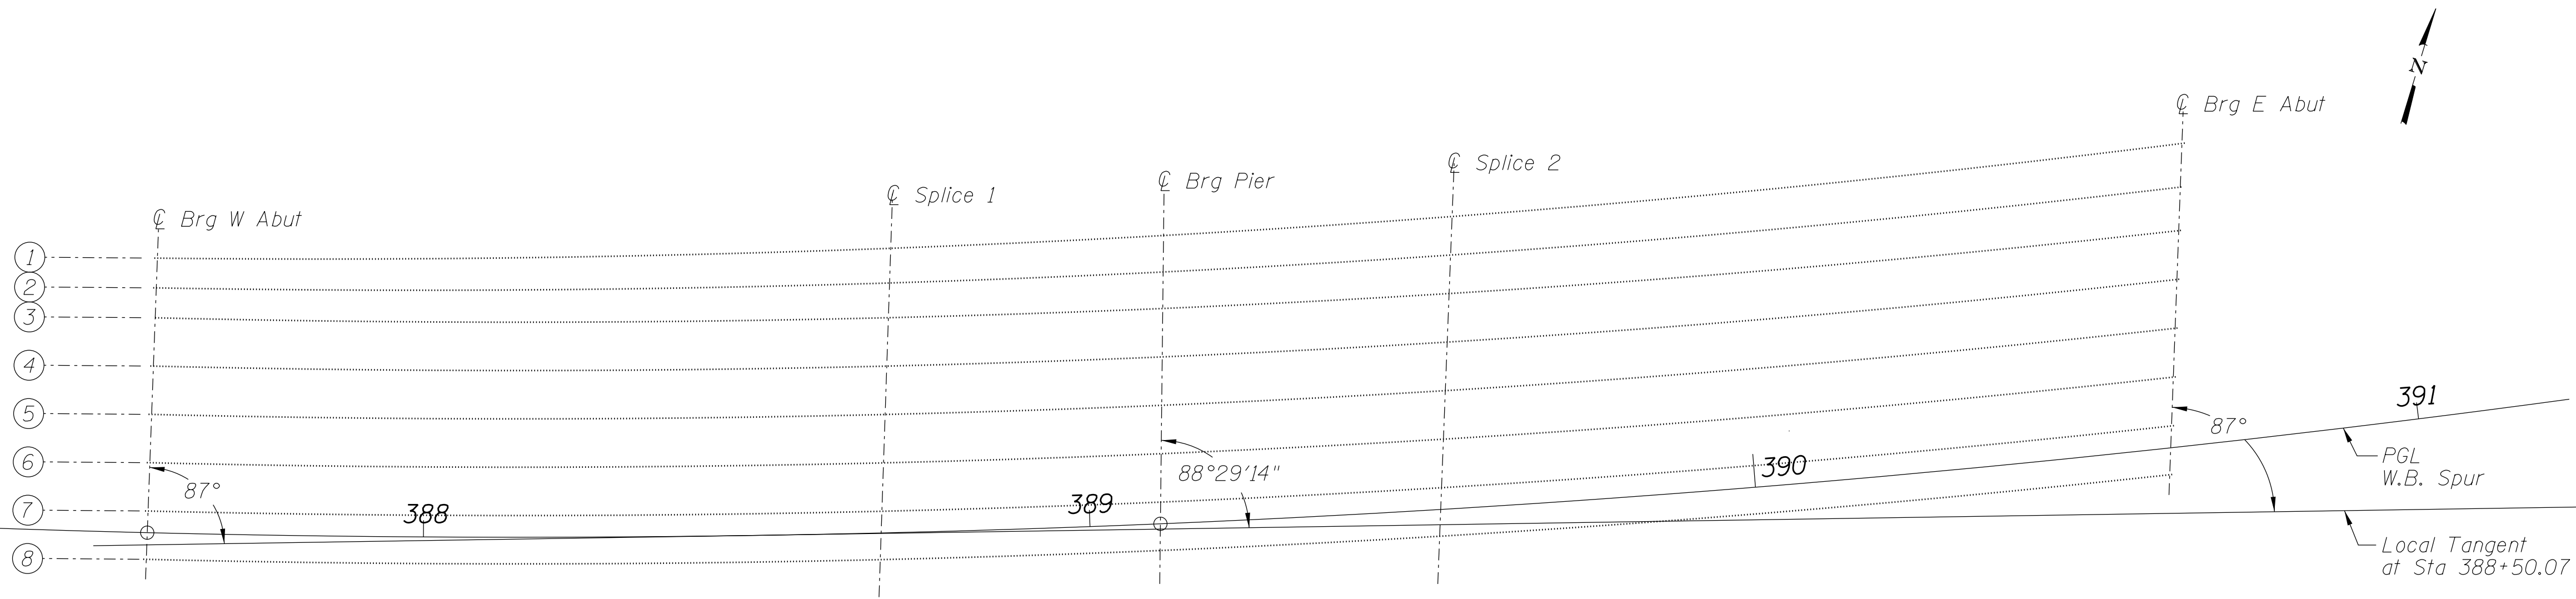 N
℄ Brg E Abut
℄ Splice 2
℄ Brg Pier
℄ Splice 1
℄ Brg W Abut
1
2
3
4
5
6
7
8
87°
388
389
88°29'14"
390
87°
391
PGL
W.B. Spur
Local Tangent
at Sta 388+50.07